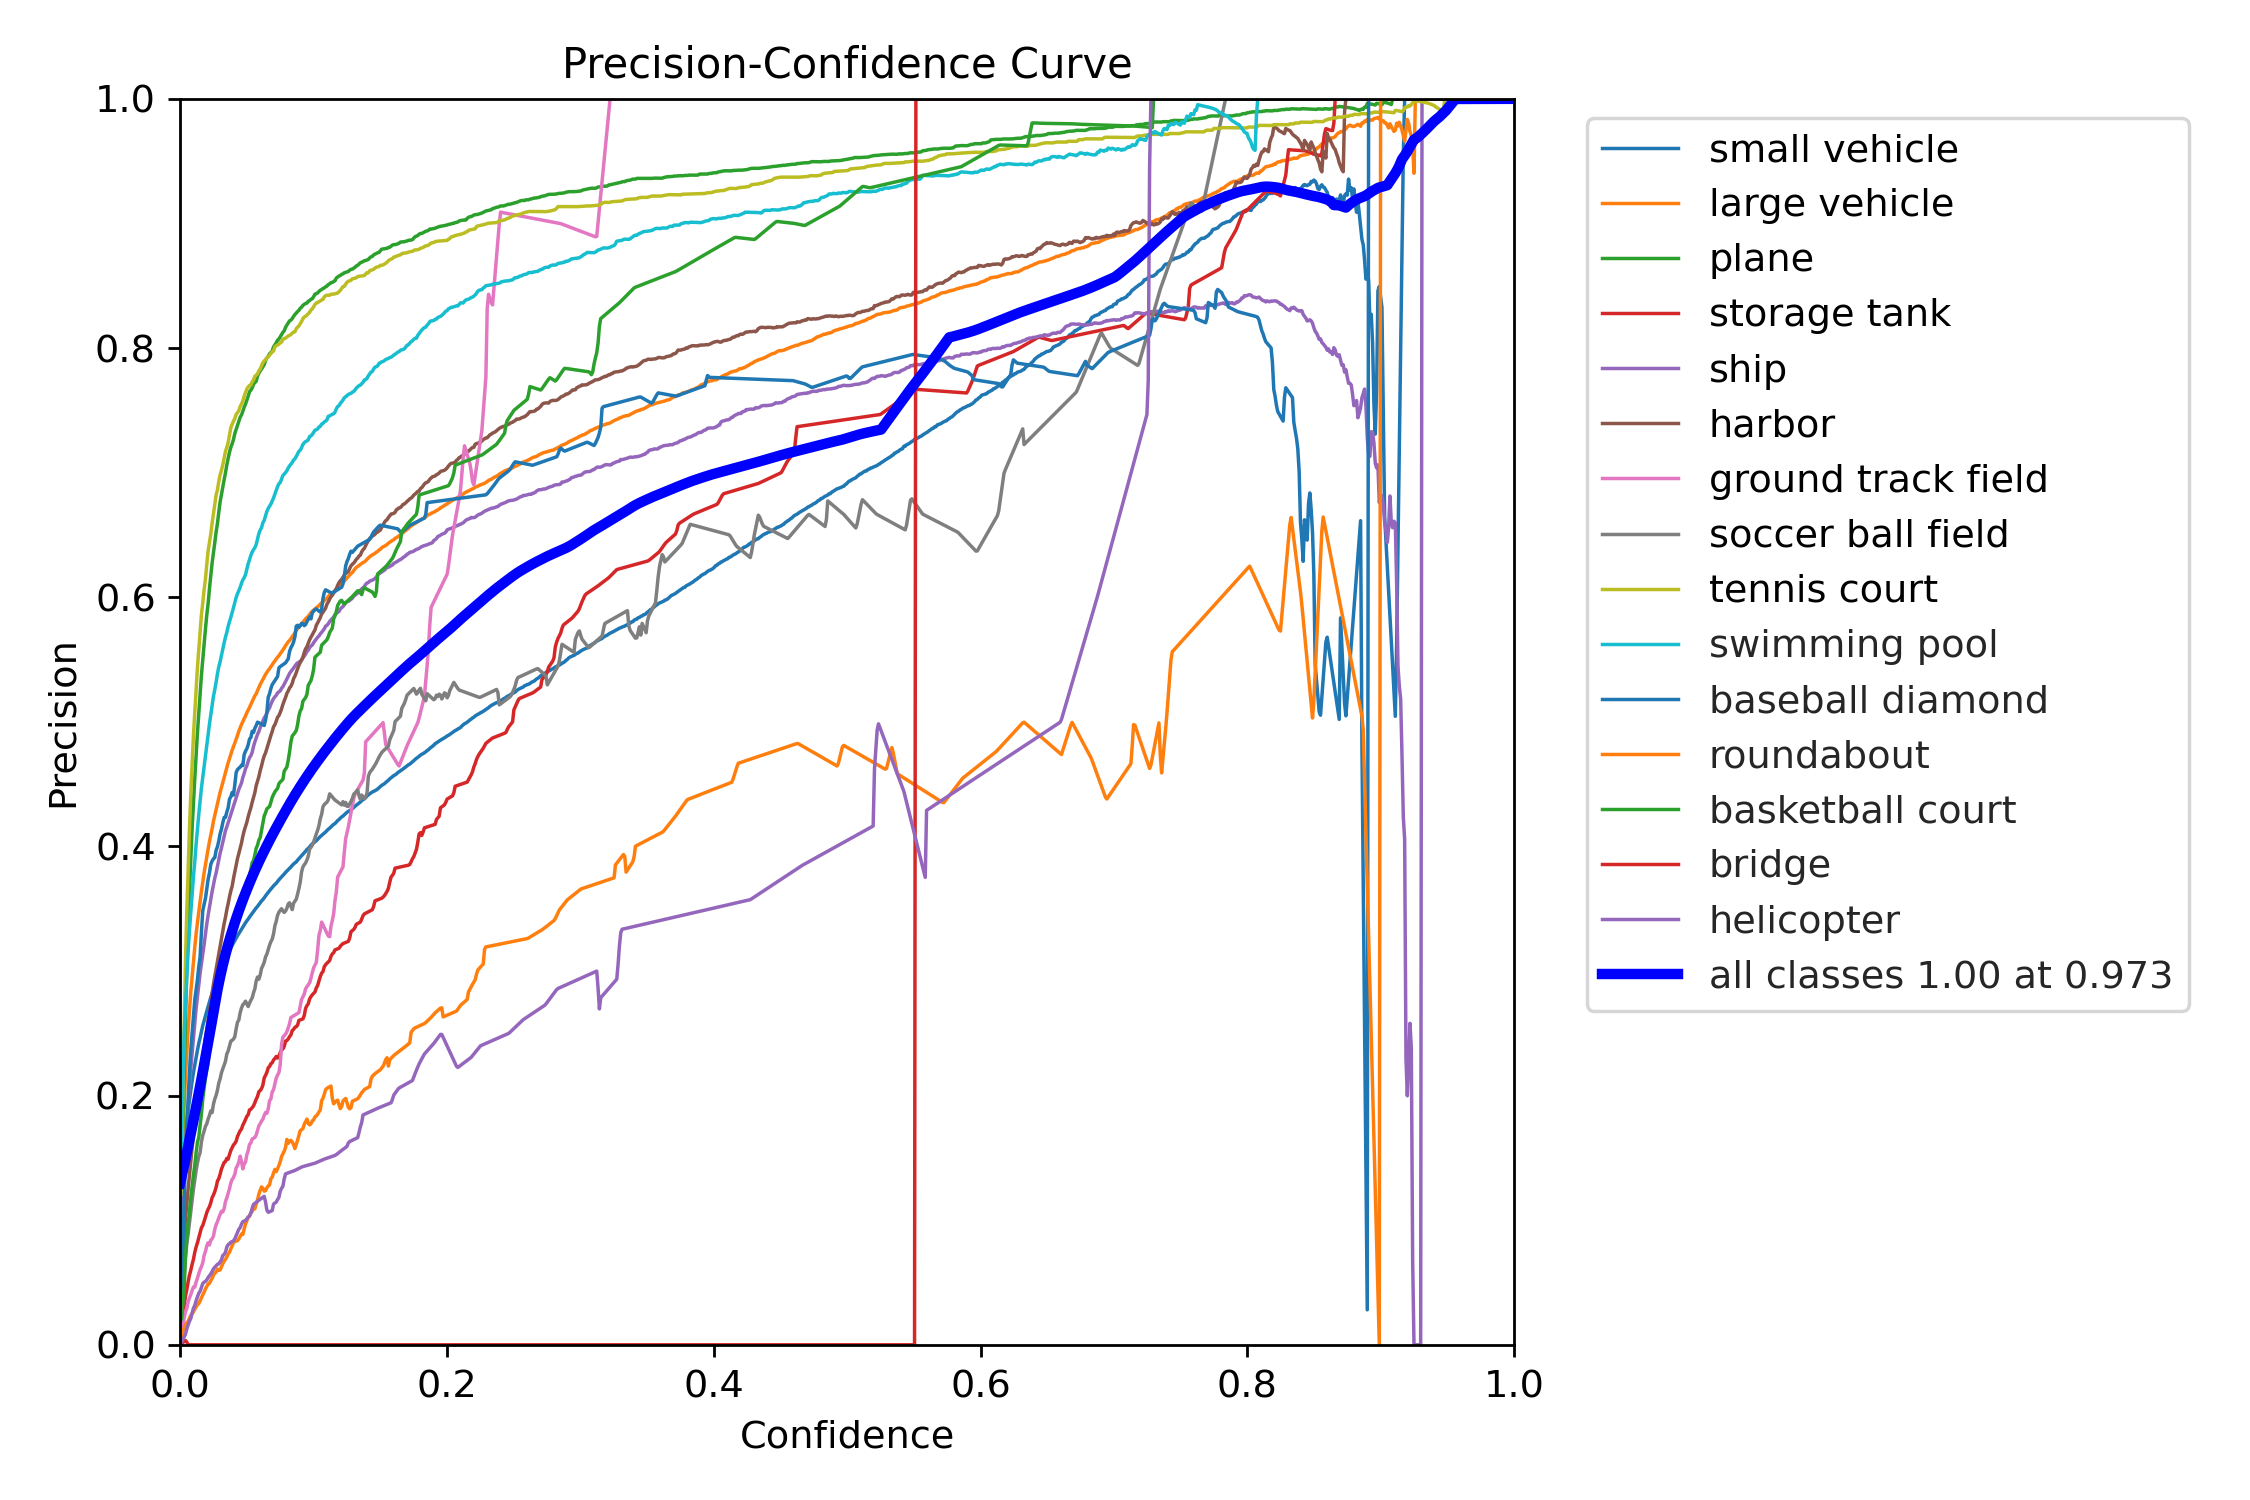 Precision-Confidence Curve
1.0
0.8
0.6
0.4
0.2
0.0
Precision
0.0 0.2 0.4 0.6 0.8 1.0
Confidence
small vehicle
large vehicle
plane
storage tank
ship
harbor
ground track field
soccer ball field
tennis court
swimming pool
baseball diamond
roundabout
basketball court
bridge
helicopter
all classes 1.00 at 0.973